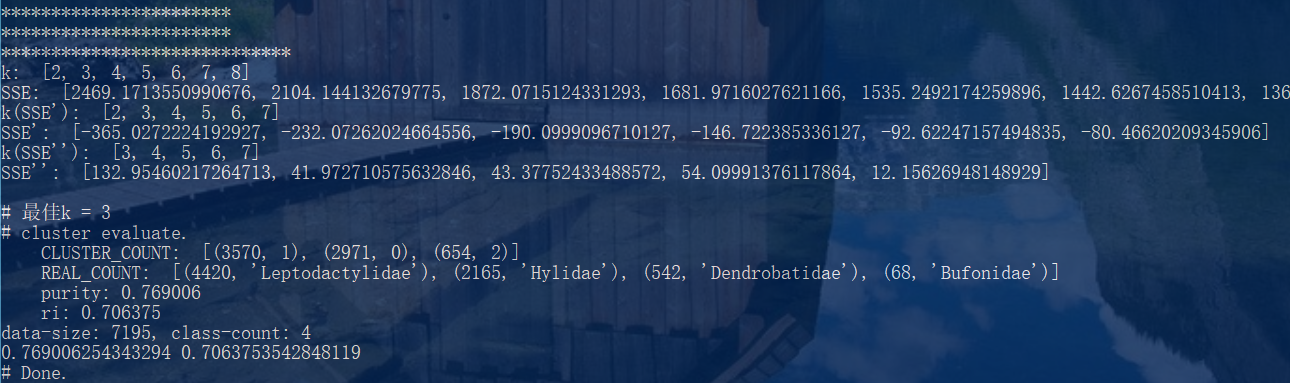 ***********************
***********************
*****************************
k:  [2, 3, 4, 5, 6, 7, 8]
SSE:  [2469.1713550990676, 2104.144132679775, 1872.0715124331293, 1681.9716027621166, 1535.2492174259896, 1442.6267458510413, 136
k(SSE'):  [2, 3, 4, 5, 6, 7]
SSE':  [-365.0272224192927, -232.07262024664556, -190.0999096710127, -146.722385336127, -92.62247157494835, -80.46620209345906]
k(SSE''):  [3, 4, 5, 6, 7]
SSE'':  [132.95460217264713, 41.972710575632846, 43.37752433488572, 54.09991376117864, 12.15626948148929]
# 最佳k = 3
# cluster evaluate.
    CLUSTER_COUNT:  [(3570, 1), (2971, 0), (654, 2)]
    REAL_COUNT:  [(4420, 'Leptodactylidae'), (2165, 'Hylidae'), (542, 'Dendrobatidae'), (68, 'Bufonidae')]
    purity: 0.769006
    ri: 0.706375
data-size: 7195, class-count: 4
0.769006254343294 0.7063753542848119
# Done.